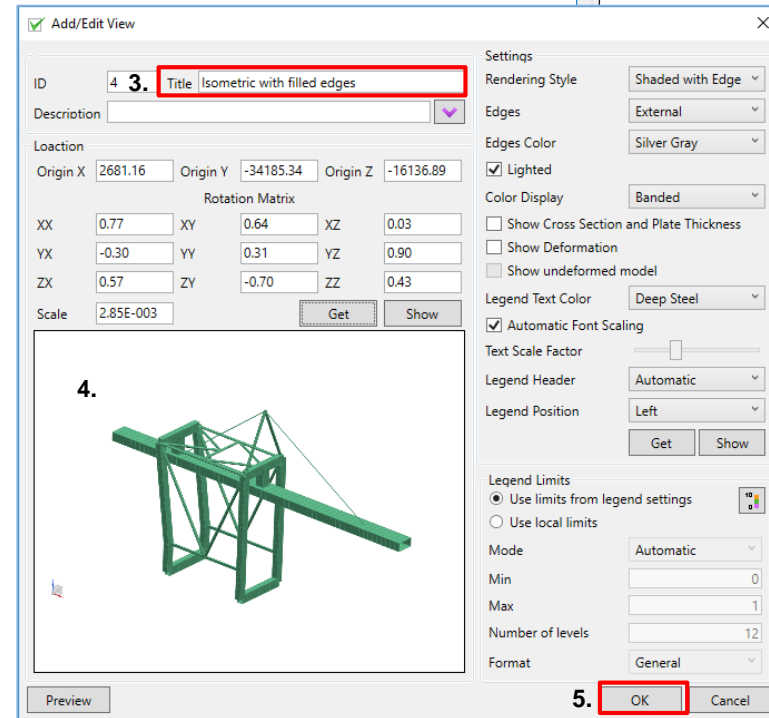 Add/Edit View
ID 4 3. Title Isometric with filled edges
Description
Loaction
Origin X 2681.16 Origin Y -34185.34 Origin Z -16136.89
Rotation Matrix
XX 0.77 XY 0.64 XZ 0.03
YX -0.30 YY 0.31 YZ 0.90
ZX 0.57 ZY -0.70 ZZ 0.43
Scale 2.85E-003 Get Show
4.
Preview
Settings
Rendering Style Shaded with Edge
Edges External
Edges Color Silver Gray
Lighted
Color Display Banded
Show Cross Section and Plate Thickness
Show Deformation
Show undeformed model
Legend Text Color Deep Steel
Automatic Font Scaling
Text Scale Factor
Legend Header Automatic
Legend Position Left
Get Show
Legend Limits
Use limits from legend settings
Use local limits
Mode Automatic
Min 0
Max 1
Number of levels 12
Format General
5. OK Cancel